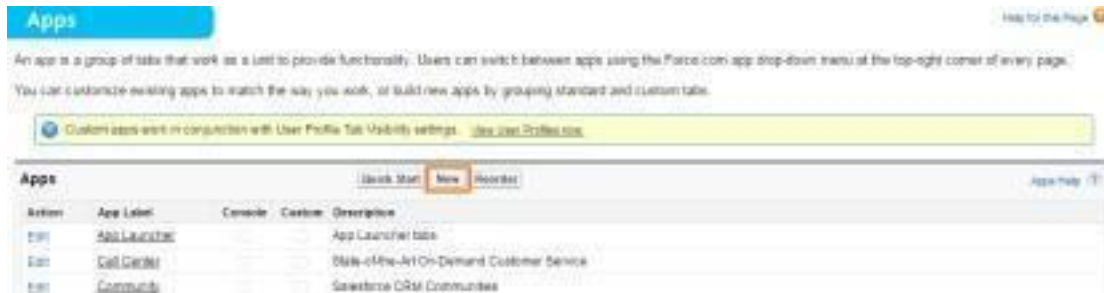 Apps
Help for this Page
An app is a group of tabs that work as a unit to provide functionality. Users can switch between apps using the Force.com app drop-down menu at the top-right corner of every page.
You can customize existing apps to match the way you work, or build new apps by grouping standard and custom tabs.
Custom apps work in conjunction with User Profile Tab Visibility settings. View User Profiles now.
Apps Quick Start New Reorder Apps Help
Action App Label Console Custom Description
Edit App Launcher App Launcher tabs
Edit Call Center State-of-the-Art On-Demand Customer Service
Edit Community Salesforce CRM Communities